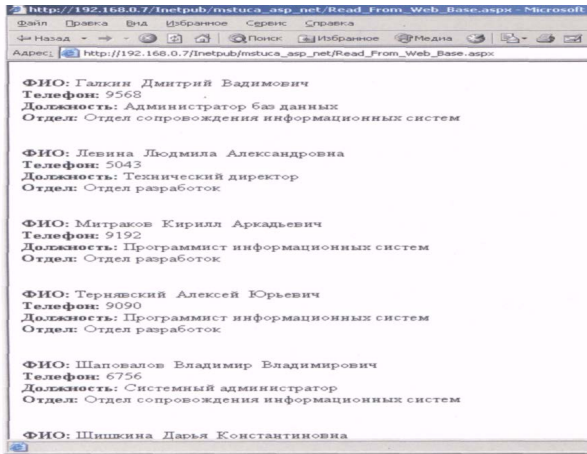 http://192.168.0.7/Inetpub/mstuca_asp_net/Read_From_Web_Base.aspx - Microsoft
Файл Правка Вид Избранное Сервис Справка
Назад Поиск Избранное Медиа
Адрес: http://192.168.0.7/Inetpub/mstuca_asp_net/Read_From_Web_Base.aspx
ФИО: Галкин Дмитрий Вадимович
Телефон: 9568
Должность: Администратор баз данных
Отдел: Отдел сопровождения информационных систем
ФИО: Левина Людмила Александровна
Телефон: 5043
Должность: Технический директор
Отдел: Отдел разработок
ФИО: Митраков Кирилл Аркадьевич
Телефон: 9192
Должность: Программист информационных систем
Отдел: Отдел разработок
ФИО: Тернявский Алексей Юрьевич
Телефон: 9090
Должность: Программист информационных систем
Отдел: Отдел разработок
ФИО: Шаповалов Владимир Владимирович
Телефон: 6756
Должность: Системный администратор
Отдел: Отдел сопровождения информационных систем
ФИО: Шишкина Дарья Константиновна